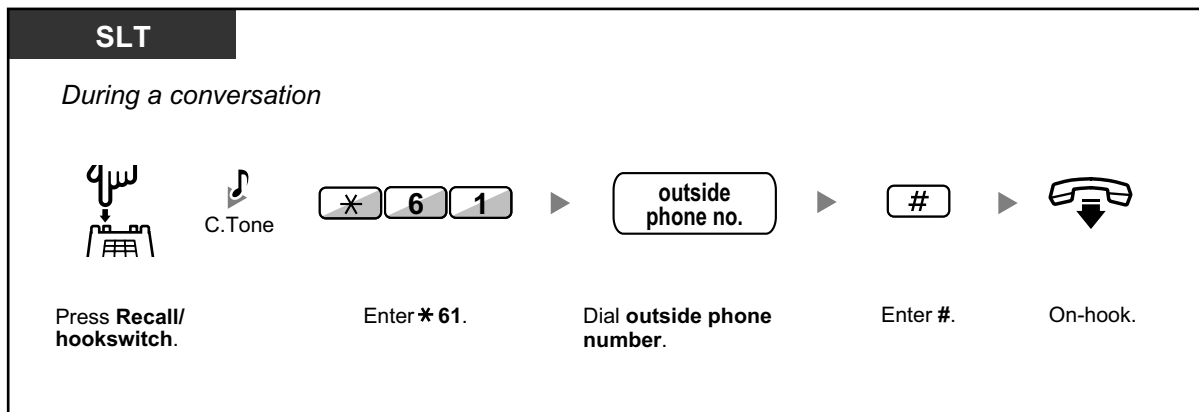 SLT
During a conversation
C.Tone
* 6 1
outside
phone no.
#
Press Recall/
hookswitch.
Enter * 61.
Dial outside phone
number.
Enter #.
On-hook.